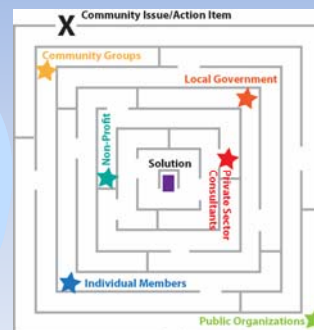 X Community Issue/Action Item
Community Groups
Local Government
Non-Profit
Solution
Private Sector
Consultants
Individual Members
Public Organizations